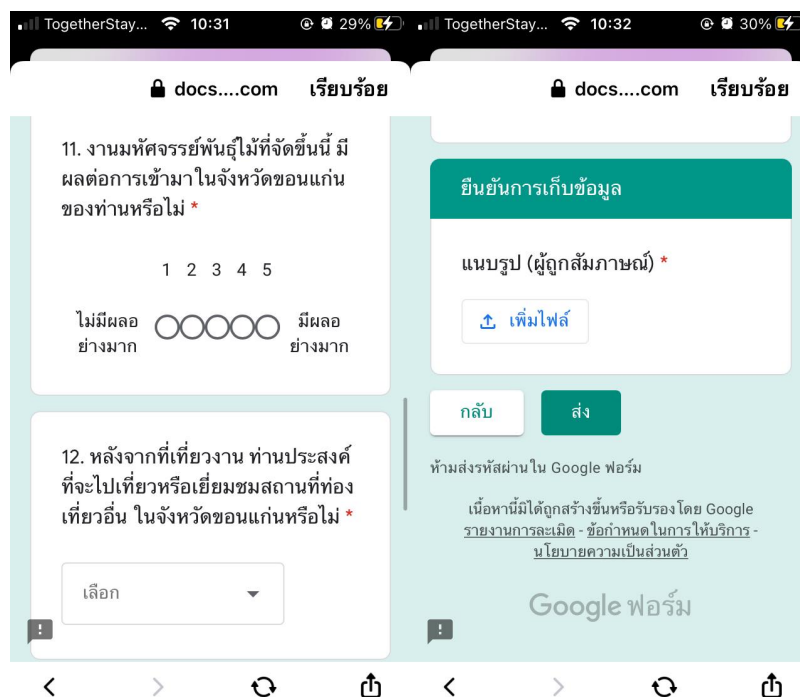 TogetherStay... 10:31 29%
docs....com เรียบร้อย
11. งานมหัศจรรย์พันธุ์ไม้ที่จัดขึ้นนี้ มี
ผลต่อการเข้ามาในจังหวัดขอนแก่น
ของท่านหรือไม่ *
1 2 3 4 5
ไม่มีผลอ
ย่างมาก
มีผลอ
ย่างมาก
12. หลังจากที่เที่ยวงาน ท่านประสงค์
ที่จะไปเที่ยวหรือเยี่ยมชมสถานที่ท่อง
เที่ยวอื่น ในจังหวัดขอนแก่นหรือไม่ *
เลือก
TogetherStay... 10:32 30%
docs....com เรียบร้อย
ยืนยันการเก็บข้อมูล
แนบรูป (ผู้ถูกสัมภาษณ์) *
เพิ่มไฟล์
กลับ ส่ง
ห้ามส่งรหัสผ่านใน Google ฟอร์ม
เนื้อหานี้มิได้ถูกสร้างขึ้นหรือรับรองโดย Google
รายงานการละเมิด - ข้อกำหนดในการให้บริการ -
นโยบายความเป็นส่วนตัว
Google ฟอร์ม